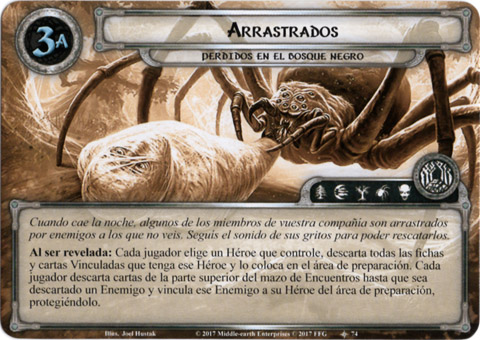 3A
ARRASTRADOS
PERDIDOS EN EL BOSQUE NEGRO
Cuando cae la noche, algunos de los miembros de vuestra compañía son arrastrados
por enemigos a los que no veis. Seguís el sonido de sus gritos para poder rescatarlos.
Al ser revelada: Cada jugador elige un Héroe que controle, descarta todas las fichas
y cartas Vinculadas que tenga ese Héroe y lo coloca en el área de preparación. Cada
jugador descarta cartas de la parte superior del mazo de Encuentros hasta que sea
descartado un Enemigo y vincula ese Enemigo a su Héroe del área de preparación,
protegiéndolo.
Ilus. Joel Hustak © 2017 Middle-earth Enterprises © 2017 FFG 74